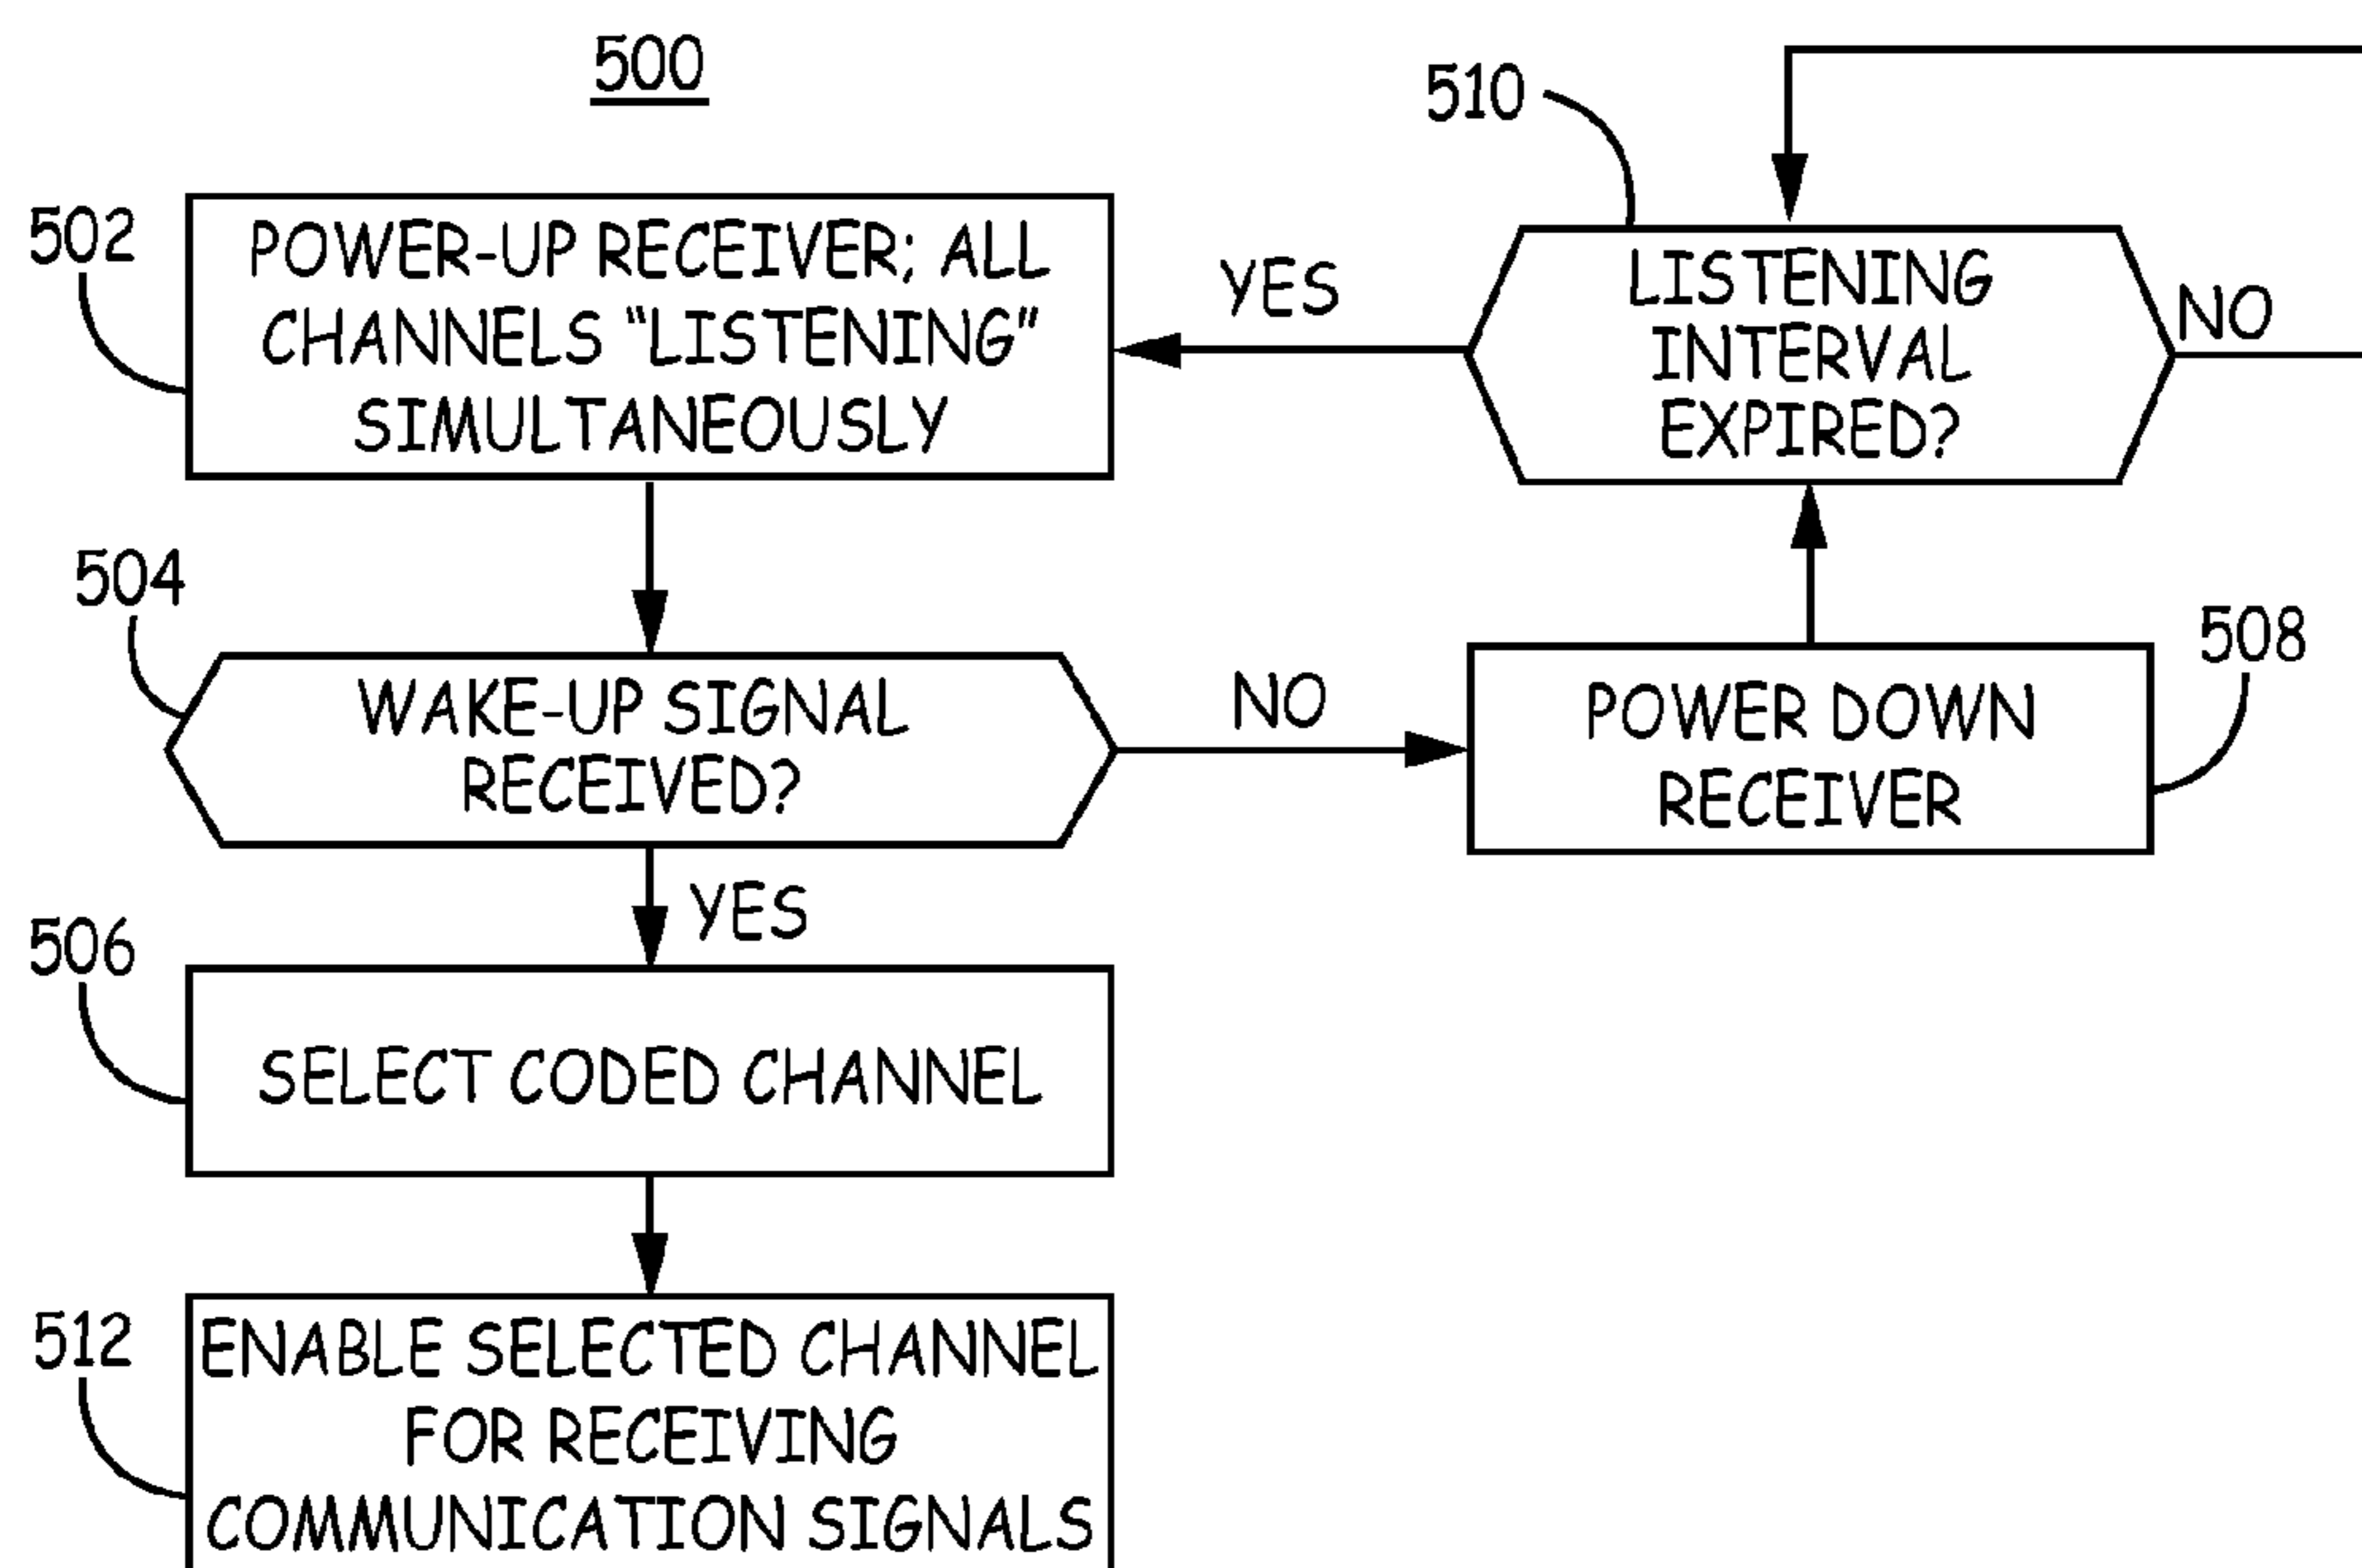 500
510
502
POWER-UP RECEIVER; ALL
CHANNELS “LISTENING”
SIMULTANEOUSLY
YES
LISTENING
INTERVAL
EXPIRED?
NO
504
WAKE-UP SIGNAL
RECEIVED?
NO
POWER DOWN
RECEIVER
508
YES
506
SELECT CODED CHANNEL
512
ENABLE SELECTED CHANNEL
FOR RECEIVING
COMMUNICATION SIGNALS